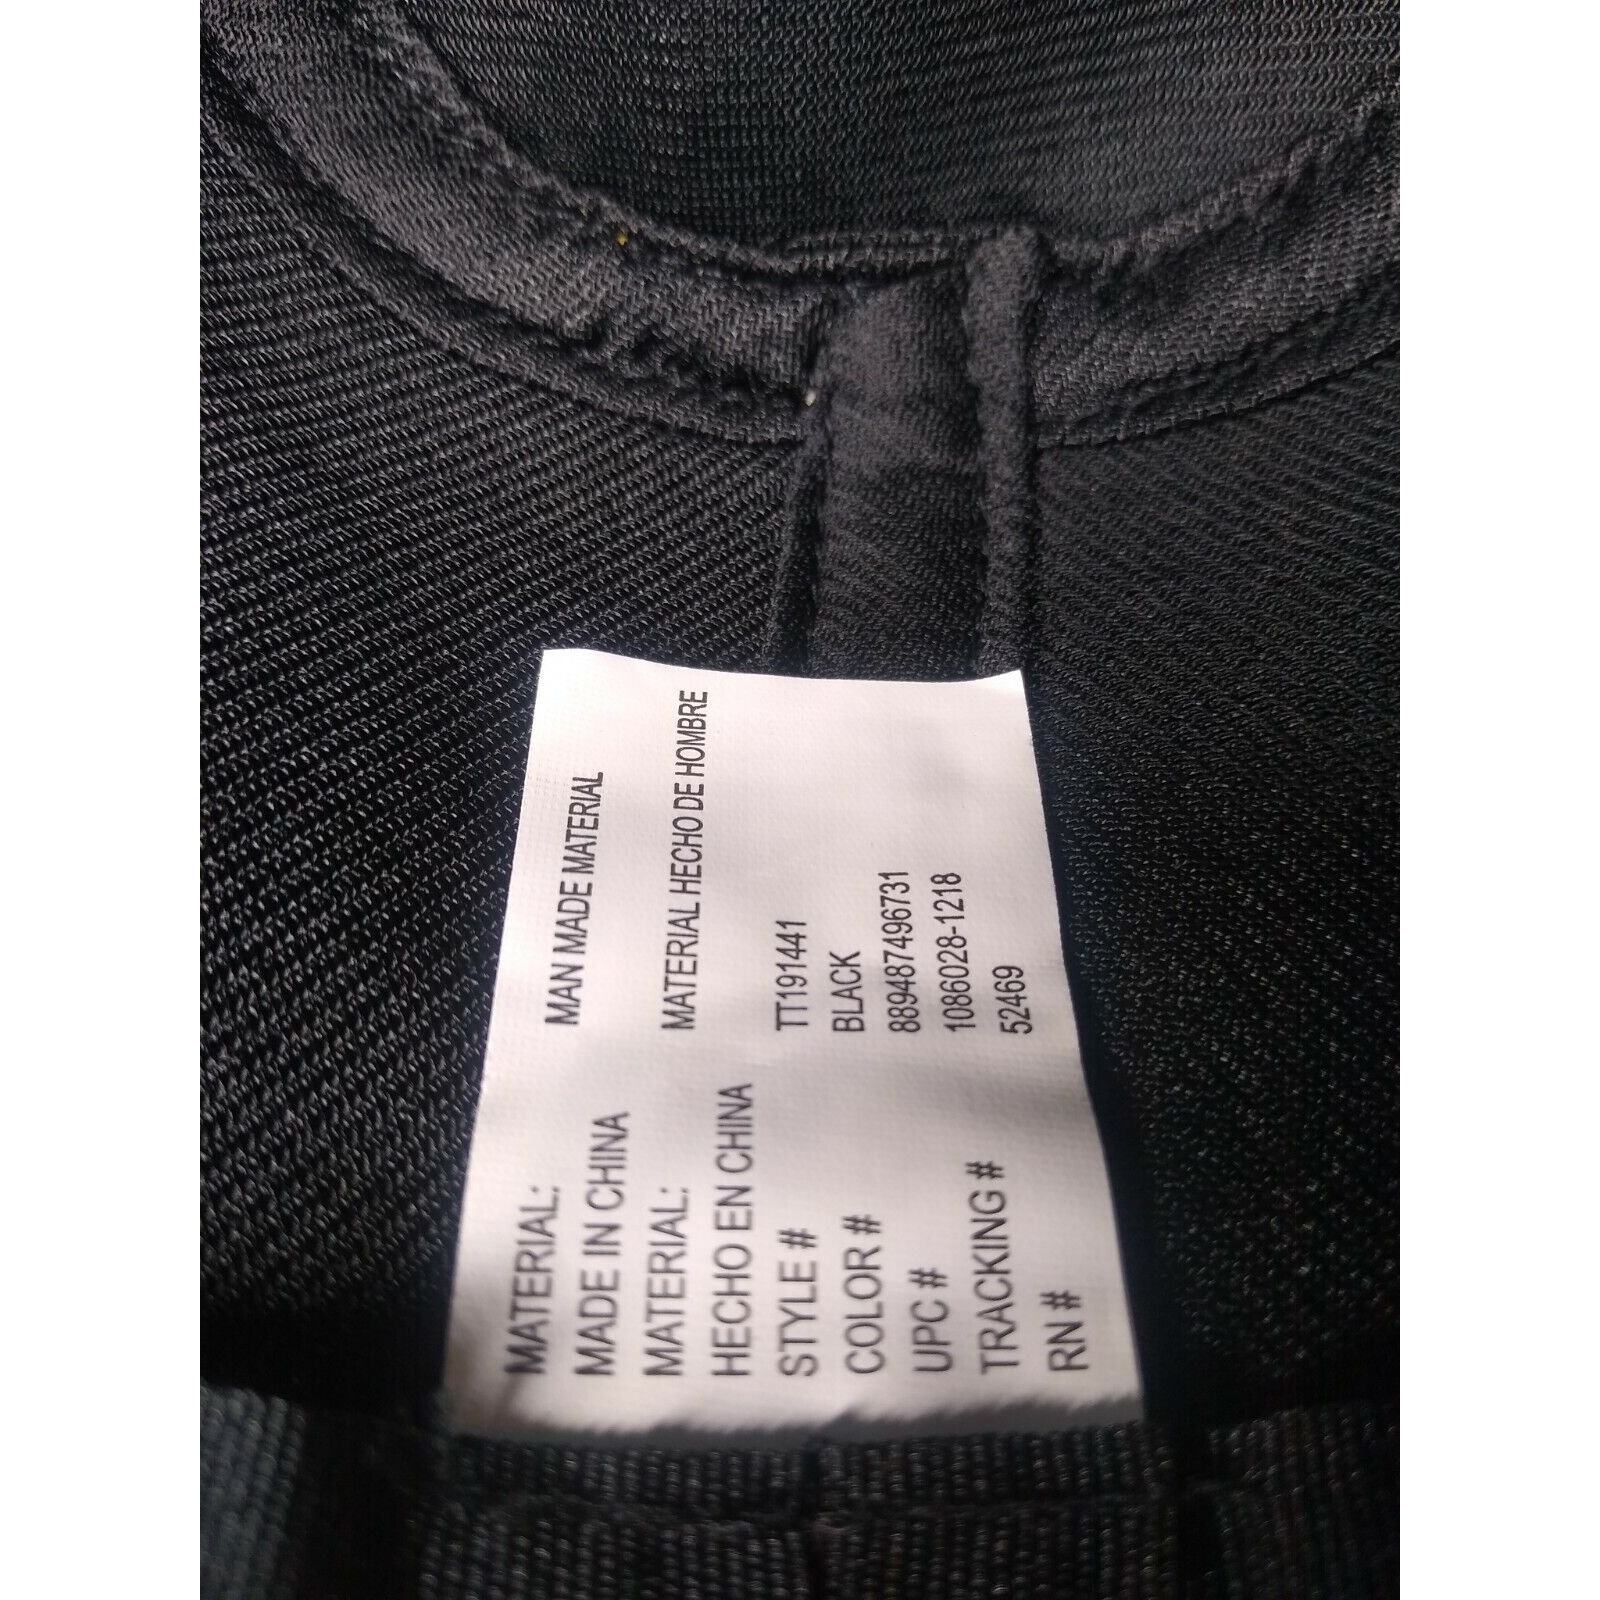 MATERIAL: MAN MADE MATERIAL
MADE IN CHINA
MATERIAL: MATERIAL HECHO DE HOMBRE
HECHO EN CHINA
STYLE # TT191441
COLOR # BLACK
UPC # 889487496731
TRACKING # 1086028-1218
RN # 52469